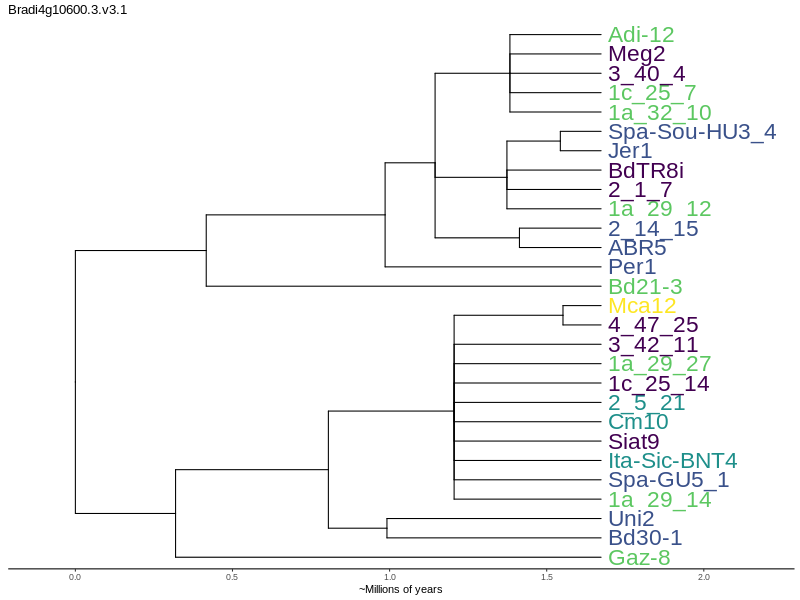 Bradi4g10600.3.v3.1
Adi-12
Meg2
3_40_4
1c_25_7
1a_32_10
Spa-Sou-HU3_4
Jer1
BdTR8i
2_1_7
1a_29_12
2_14_15
ABR5
Per1
Bd21-3
Mca12
4_47_25
3_42_11
1a_29_27
1c_25_14
2_5_21
Cm10
Siat9
Ita-Sic-BNT4
Spa-GU5_1
1a_29_14
Uni2
Bd30-1
Gaz-8
0.0 0.5 1.0 1.5 2.0
~Millions of years